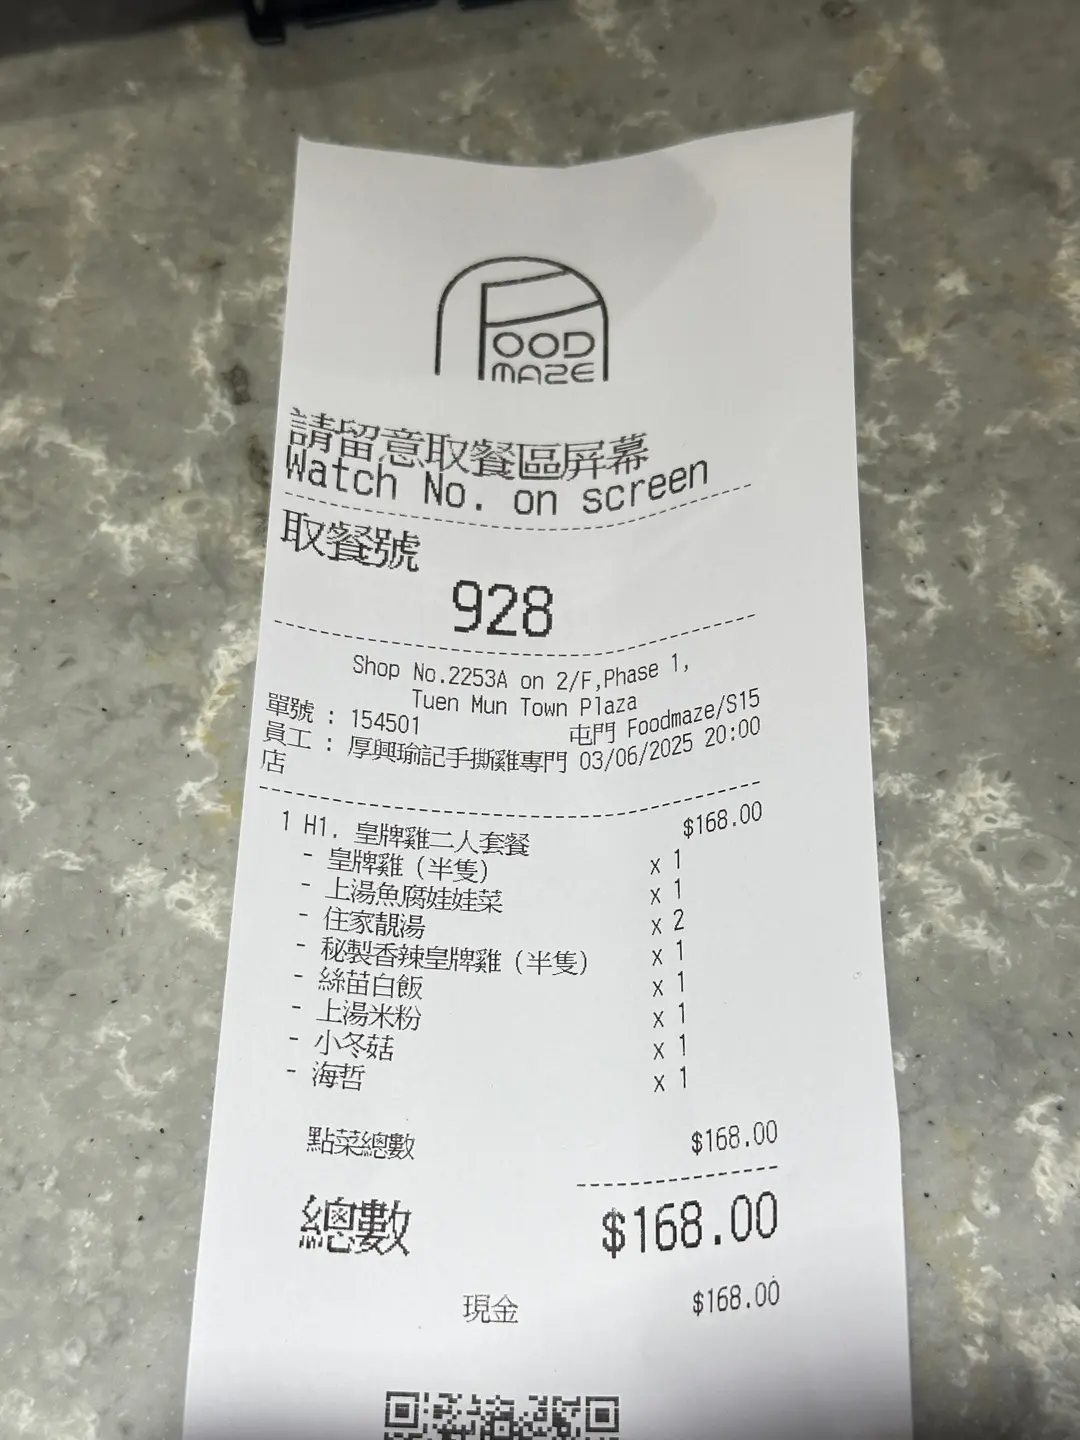 FOOD
MAZE
請留意取餐區屏幕
Watch No. on screen
取餐號
928
Shop No.2253A on 2/F,Phase 1,
Tuen Mun Town Plaza
單號 : 154501 屯門 Foodmaze/S15
員工 : 厚興瑜記手撕雞專門 03/06/2025 20:00
店
1 H1. 皇牌雞二人套餐 $168.00
- 皇牌雞 (半隻) x 1
- 上湯魚腐娃娃菜 x 1
- 住家靚湯 x 2
- 秘製香辣皇牌雞 (半隻) x 1
- 絲苗白飯 x 1
- 上湯米粉 x 1
- 小冬菇 x 1
- 海哲 x 1
點菜總數 $168.00
總數 $168.00
現金 $168.00